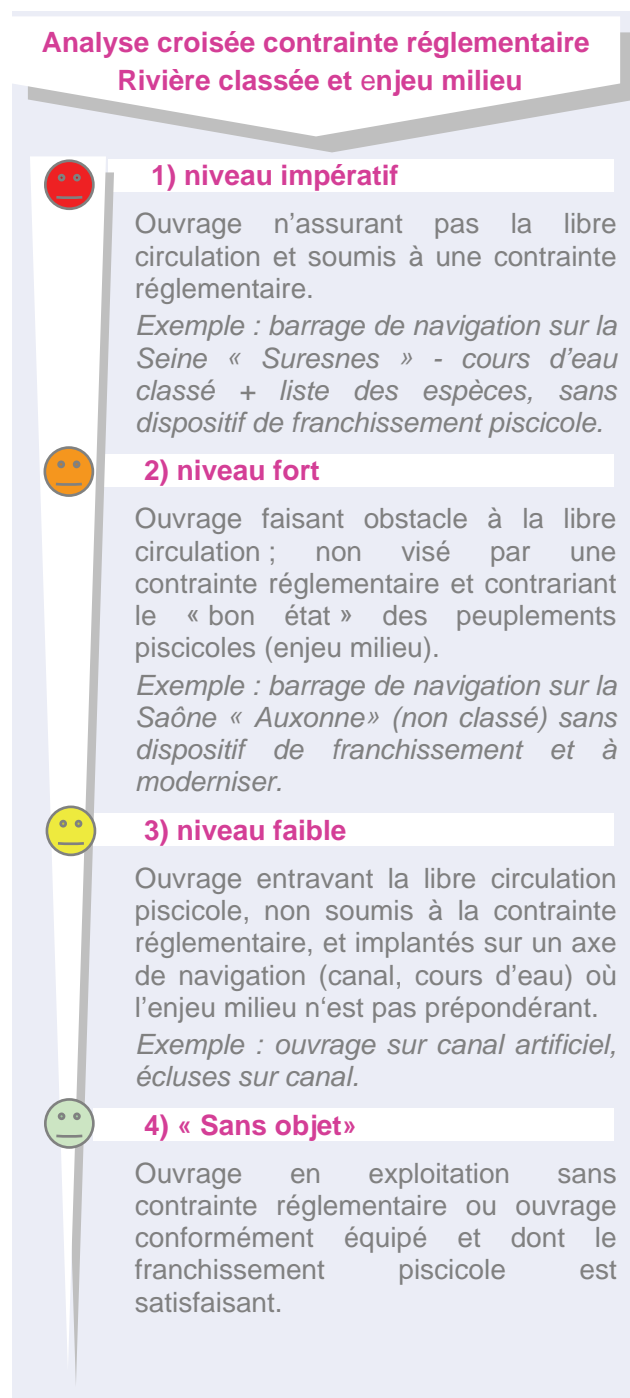 Analyse croisée contrainte réglementaire
Rivière classée et enjeu milieu
1) niveau impératif
Ouvrage n’assurant pas la libre
circulation et soumis à une contrainte
réglementaire.
Exemple : barrage de navigation sur la
Seine « Suresnes » - cours d’eau
classé + liste des espèces, sans
dispositif de franchissement piscicole.
2) niveau fort
Ouvrage faisant obstacle à la libre
circulation ; non visé par une
contrainte réglementaire et contrariant
le « bon état » des peuplements
piscicoles (enjeu milieu).
Exemple : barrage de navigation sur la
Saône « Auxonne» (non classé) sans
dispositif de franchissement et à
moderniser.
3) niveau faible
Ouvrage entravant la libre circulation
piscicole, non soumis à la contrainte
réglementaire, et implantés sur un axe
de navigation (canal, cours d’eau) où
l’enjeu milieu n‘est pas prépondérant.
Exemple : ouvrage sur canal artificiel,
écluses sur canal.
4) « Sans objet»
Ouvrage en exploitation sans
contrainte réglementaire ou ouvrage
conformément équipé et dont le
franchissement piscicole est
satisfaisant.